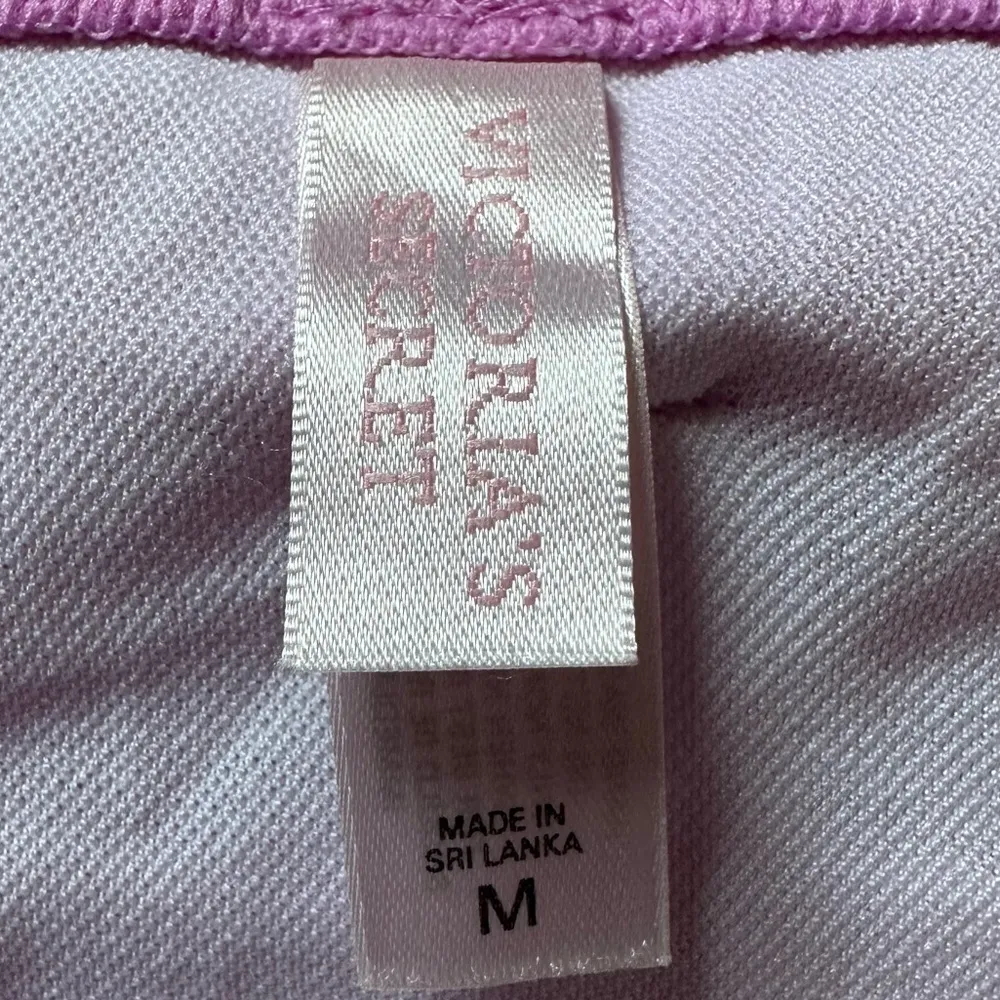 VICTORIA'S
SECRET
MADE IN
SRI LANKA
M